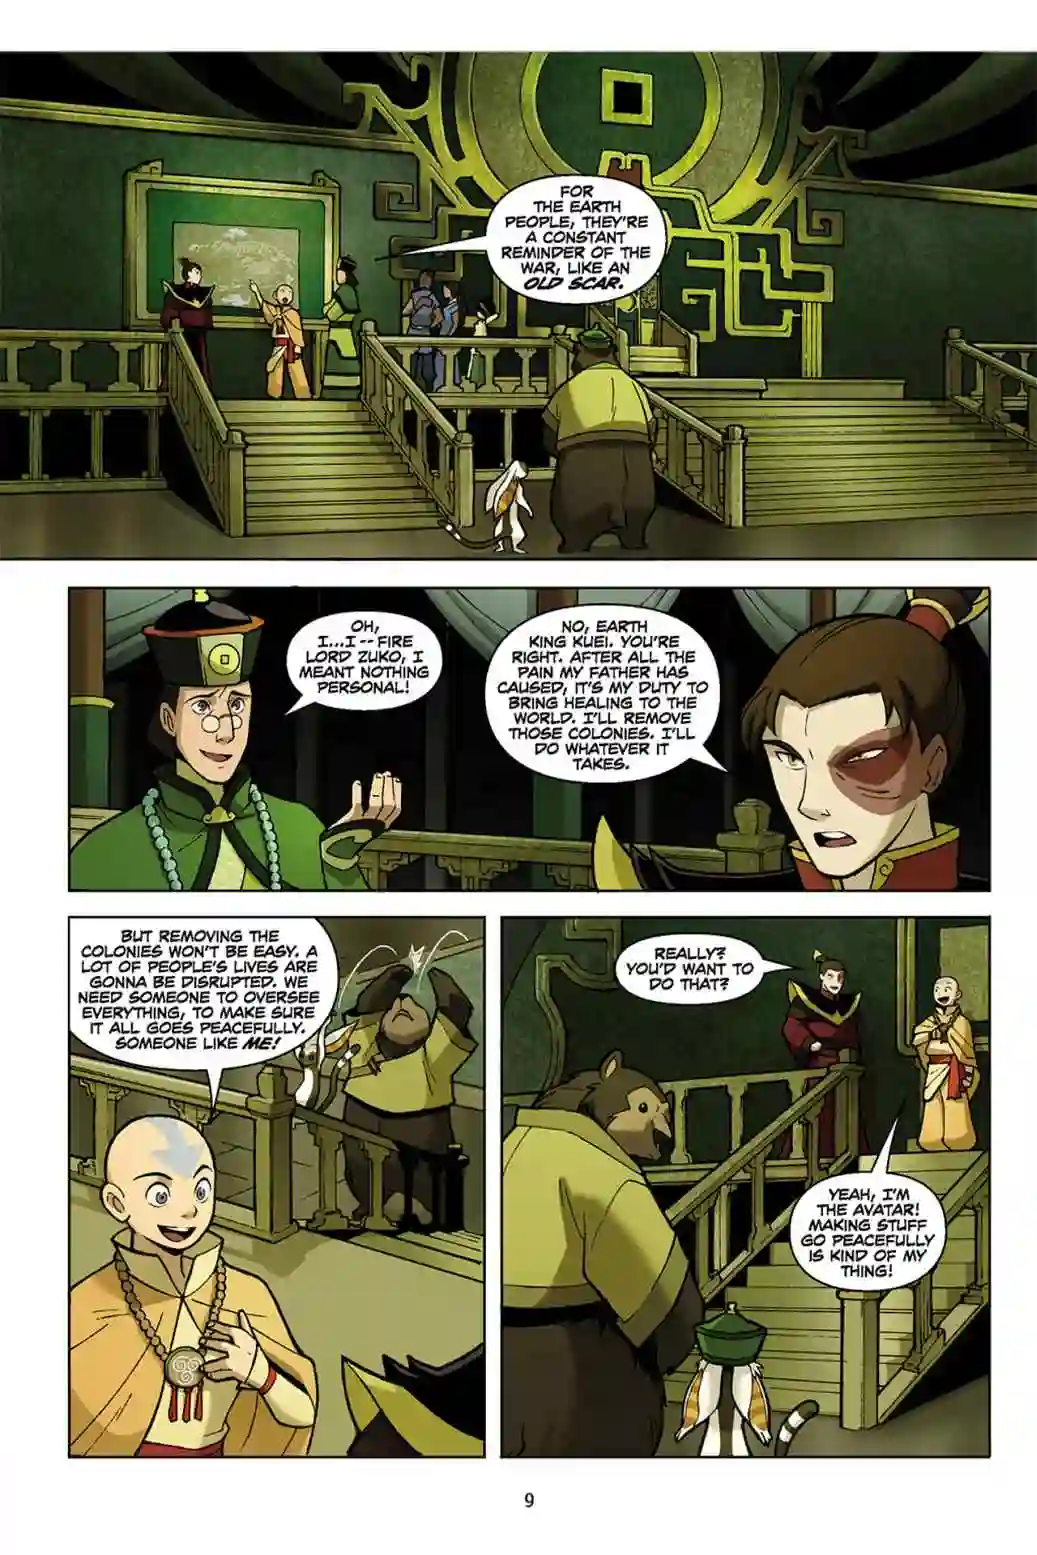 FOR
THE EARTH
PEOPLE, THEY'RE
A CONSTANT
REMINDER OF THE
WAR, LIKE AN
OLD SCAR.
OH,
I...I -- FIRE
LORD ZUKO, I
MEANT NOTHING
PERSONAL!
NO, EARTH
KING KUEI. YOU'RE
RIGHT. AFTER ALL THE
PAIN MY FATHER HAS
CAUSED, IT'S MY DUTY TO
BRING HEALING TO THE
WORLD. I'LL REMOVE
THOSE COLONIES. I'LL
DO WHATEVER IT
TAKES.
BUT REMOVING THE
COLONIES WON'T BE EASY. A
LOT OF PEOPLE'S LIVES ARE
GONNA BE DISRUPTED. WE
NEED SOMEONE TO OVERSEE
EVERYTHING, TO MAKE SURE
IT ALL GOES PEACEFULLY.
SOMEONE LIKE ME!
REALLY?
YOU'D WANT TO
DO THAT?
YEAH, I'M
THE AVATAR!
MAKING STUFF
GO PEACEFULLY
IS KIND OF MY
THING!
9